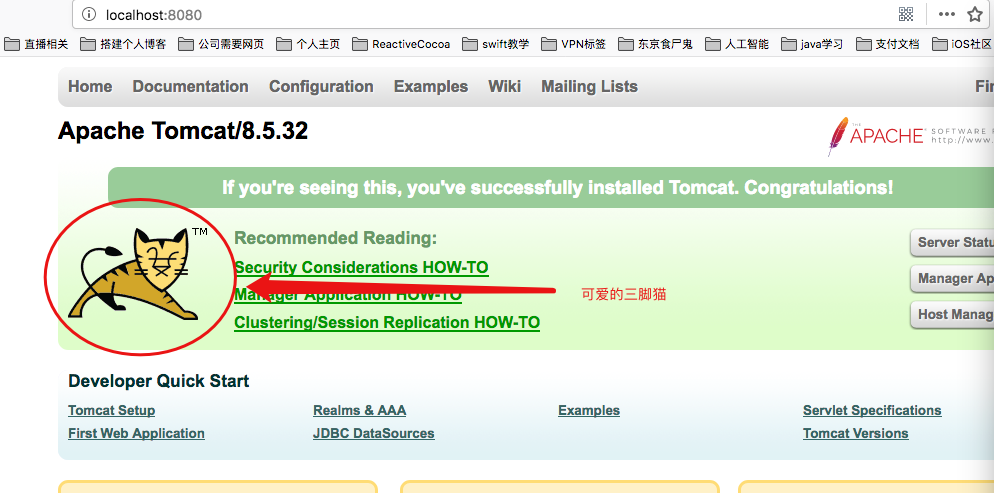 localhost:8080
直播相关 搭建个人博客 公司需要网页 个人主页 ReactiveCocoa swift教学 VPN标签 东京食尸鬼 人工智能 java学习 支付文档 iOS社区
Home Documentation Configuration Examples Wiki Mailing Lists
Apache Tomcat/8.5.32
THE
APACHE
SOFTWARE
http://www.
If you're seeing this, you've successfully installed Tomcat. Congratulations!
TM
Recommended Reading:
Security Considerations HOW-TO
Manager Application HOW-TO
Clustering/Session Replication HOW-TO
可爱的三脚猫
Server Statu
Manager Ap
Host Manag
Developer Quick Start
Tomcat Setup Realms & AAA Examples Servlet Specifications
First Web Application JDBC DataSources Tomcat Versions